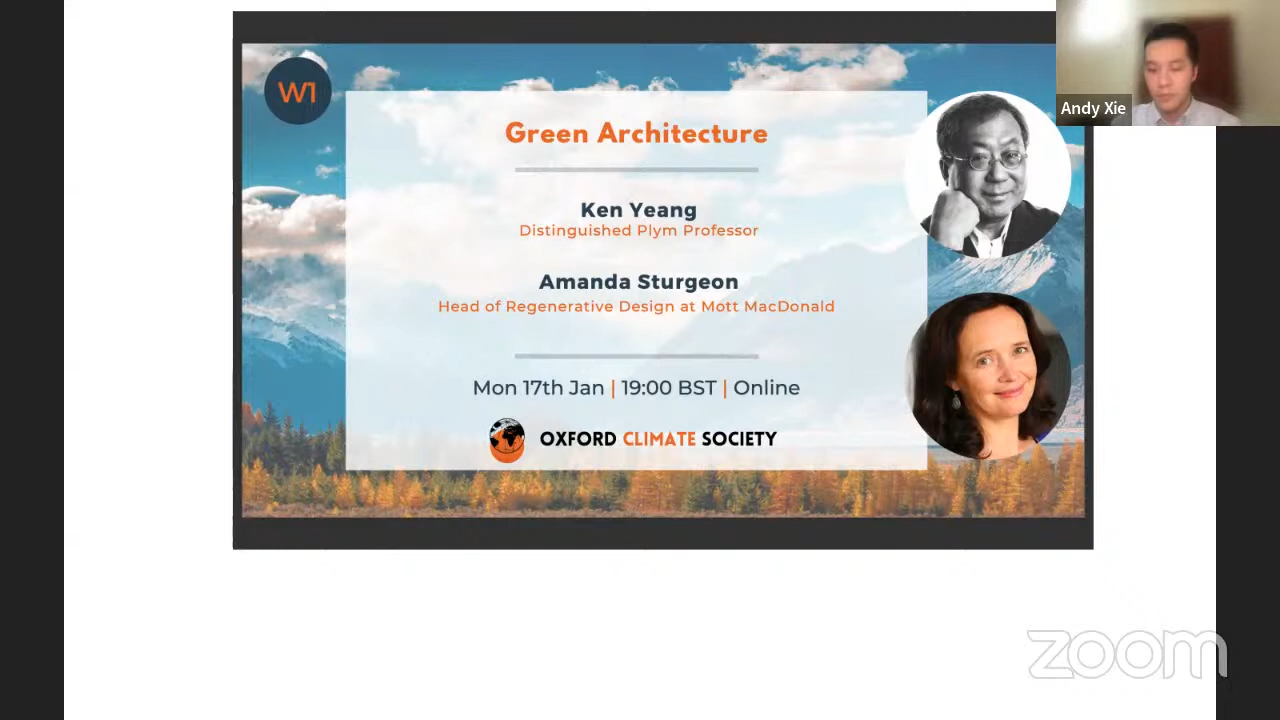 W1
Green Architecture
Ken Yeang
Distinguished Plym Professor
Amanda Sturgeon
Head of Regenerative Design at Mott MacDonald
Mon 17th Jan | 19:00 BST | Online
OXFORD CLIMATE SOCIETY
Andy Xie
zoom